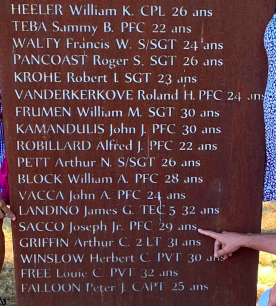 HEELER William K. CPL 26 ans
TEBA Sammy B. PFC 22 ans
WALTY Francis W. S/SGT 24 ans
PANCOAST Roger S. SGT 26 ans
KROHE Robert I. SGT 23 ans
VANDERKERKOVE Roland H. PFC 24 ans
FRUMEN William M. SGT 30 ans
KAMANDULIS John J. PFC 30 ans
ROBILLARD Alfred J. PFC 22 ans
PETT Arthur N. S/SGT 26 ans
BLOCK William A. PFC 28 ans
VACCA John A. PFC 24 ans
LANDINO James G. TEC 5 32 ans
SACCO Joseph Jr. PFC 29 ans
GRIFFIN Arthur C. 2 LT 31 ans
WINSLOW Herbert C. PVT 30 ans
FREE Louie C. PVT 32 ans
FALLOON Peter J. CAPT 25 ans